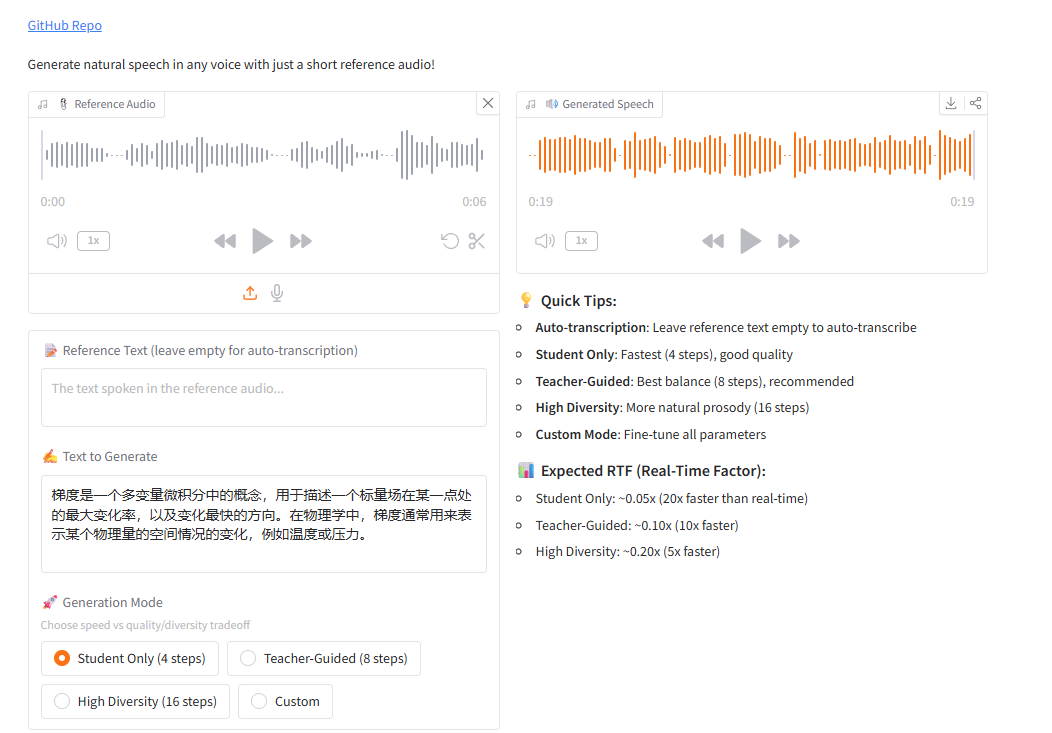 GitHub Repo
Generate natural speech in any voice with just a short reference audio!
Reference Audio
0:00
0:06
1x
Reference Text (leave empty for auto-transcription)
The text spoken in the reference audio...
Text to Generate
梯度是一个多变量微积分中的概念，用于描述一个标量场在某一点处
的最大变化率，以及变化最快的方向。在物理学中，梯度通常用来表
示某个物理量的空间情况的变化，例如温度或压力。
Generation Mode
Choose speed vs quality/diversity tradeoff
Student Only (4 steps)
Teacher-Guided (8 steps)
High Diversity (16 steps)
Custom
Generated Speech
0:19
0:19
1x
Quick Tips:
Auto-transcription: Leave reference text empty to auto-transcribe
Student Only: Fastest (4 steps), good quality
Teacher-Guided: Best balance (8 steps), recommended
High Diversity: More natural prosody (16 steps)
Custom Mode: Fine-tune all parameters
Expected RTF (Real-Time Factor):
Student Only: ~0.05x (20x faster than real-time)
Teacher-Guided: ~0.10x (10x faster)
High Diversity: ~0.20x (5x faster)